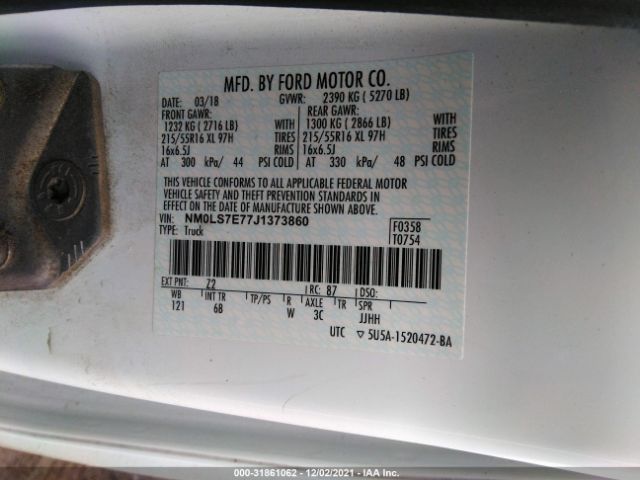 MFD. BY FORD MOTOR CO.
DATE: 03/18 GVWR: 2390 KG ( 5270 LB)
FRONT GAWR: REAR GAWR:
1232 KG ( 2716 LB) WITH 1300 KG ( 2866 LB) WITH
215/55R16 XL 97H TIRES 215/55R16 XL 97H TIRES
16x6.5J RIMS 16x6.5J RIMS
AT 300 kPa/ 44 PSI COLD AT 330 kPa/ 48 PSI COLD
THIS VEHICLE CONFORMS TO ALL APPLICABLE FEDERAL MOTOR
VEHICLE SAFETY AND THEFT PREVENTION STANDARDS IN
EFFECT ON THE DATE OF MANUFACTURE SHOWN ABOVE.
VIN: NM0LS7E77J1373860 F0358
TYPE: Truck T0754
EXT PNT: Z2 RC: 87 DSO:
WB INT TR TP/PS R AXLE TR SPR
121 6B W 3C JJHH
UTC ▽ 5U5A-1520472-BA
000-31861062 - 12/02/2021 - IAA Inc.